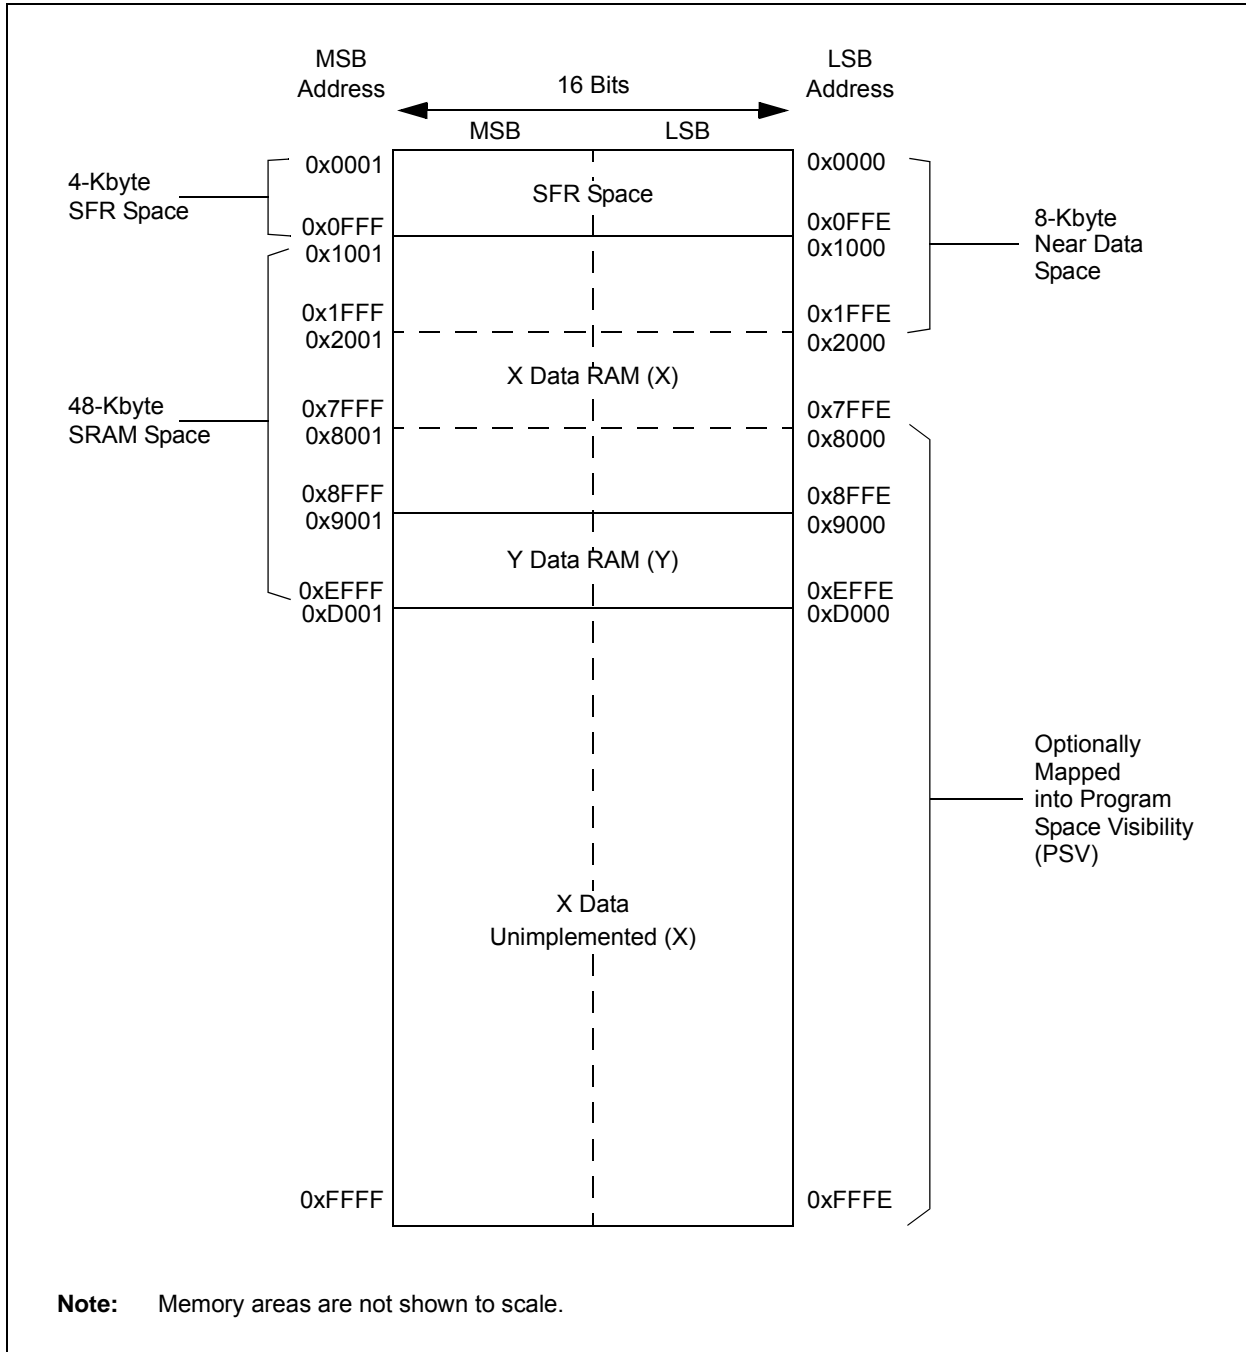 MSB
Address
16 Bits
LSB
Address
MSB
LSB
0x0001
0x0000
4-Kbyte
SFR Space
SFR Space
0x0FFF
0x0FFE
8-Kbyte
Near Data
Space
0x1001
0x1000
0x1FFF
0x1FFE
0x2001
0x2000
X Data RAM (X)
48-Kbyte
SRAM Space
0x7FFF
0x7FFE
0x8001
0x8000
0x8FFF
0x8FFE
0x9001
0x9000
Y Data RAM (Y)
0xEFFF
0xEFFE
0xD001
0xD000
Optionally
Mapped
into Program
Space Visibility
(PSV)
X Data
Unimplemented (X)
0xFFFF
0xFFFE
Note: Memory areas are not shown to scale.